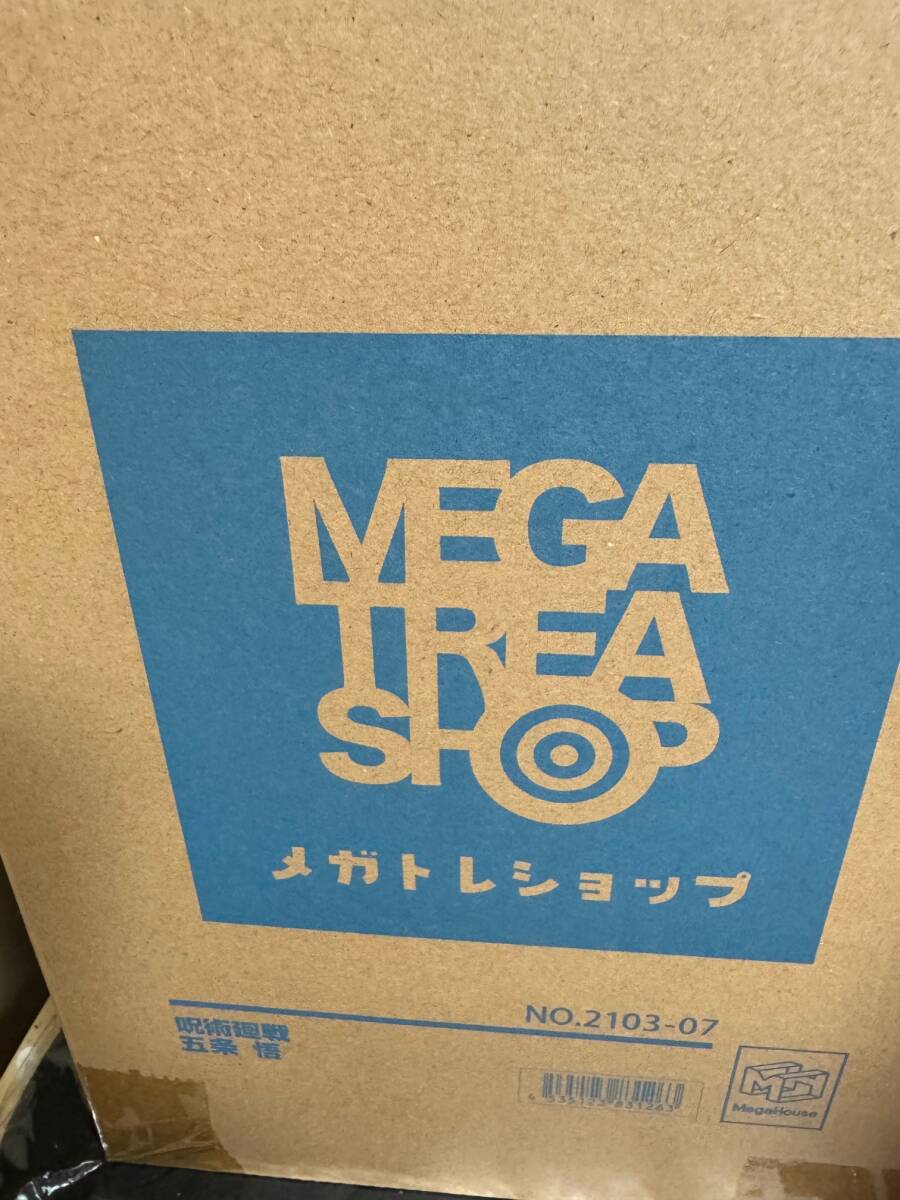 MEGA
TREA
SHOP
メガトレショップ
NO.2103-07
呪術廻戦
五条 悟
MegaHouse